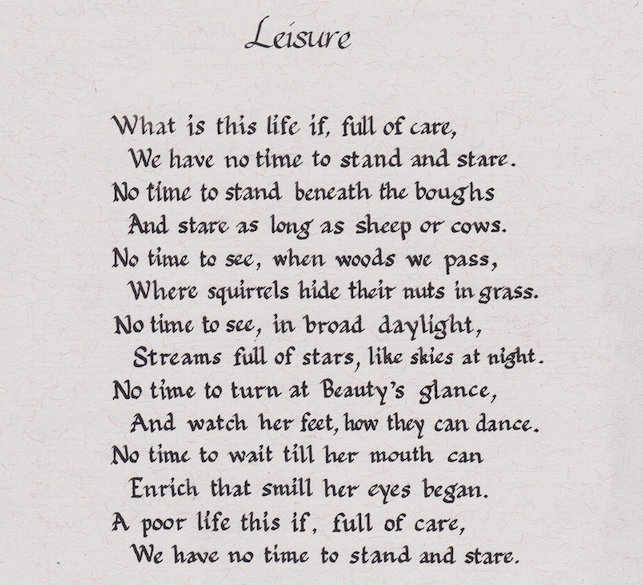 Leisure
What is this life if, full of care,
We have no time to stand and stare.
No time to stand beneath the boughs
And stare as long as sheep or cows.
No time to see, when woods we pass,
Where squirrels hide their nuts in grass.
No time to see, in broad daylight,
Streams full of stars, like skies at night.
No time to turn at Beauty's glance,
And watch her feet, how they can dance.
No time to wait till her mouth can
Enrich that smill her eyes began.
A poor life this if, full of care,
We have no time to stand and stare.